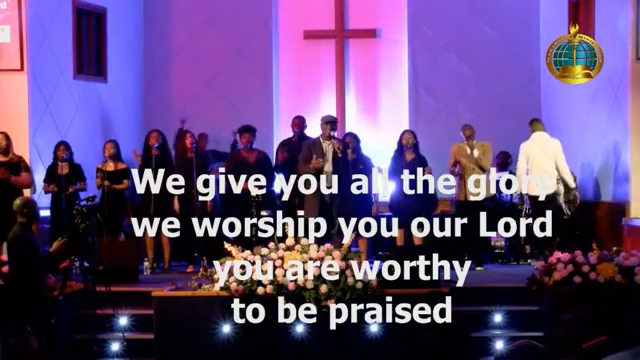 We give you all the glory
we worship you our Lord
you are worthy
to be praised